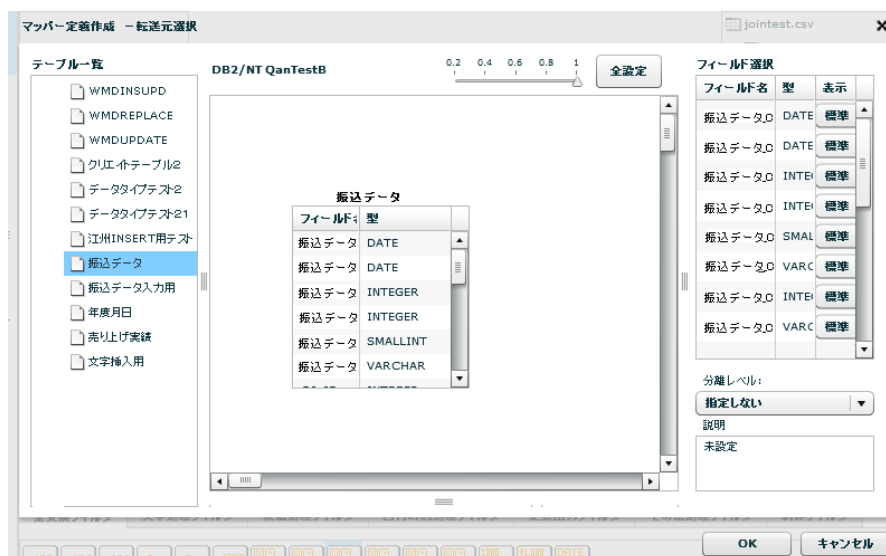 マッパー定義作成 －転送元選択
jointest.csv
テーブル一覧
WMDINSUPD
WMDREPLACE
WMDUPDATE
クリエイトテーブル2
データタイプテスト2
データタイプテスト21
江州INSERT用テスト
振込データ
振込データ入力用
年度月日
売り上げ実績
文字挿入用
DB2/NT QanTestB
0.2 0.4 0.6 0.8 1
全設定
振込データ
フィールド名 型
振込データ DATE
振込データ DATE
振込データ INTEGER
振込データ INTEGER
振込データ SMALLINT
振込データ VARCHAR
フィールド選択
フィールド名 型 表示
振込データ.C DATE 標準
振込データ.C DATE 標準
振込データ.C INTE 標準
振込データ.C INTE 標準
振込データ.C SMAL 標準
振込データ.C VARC 標準
振込データ.C INTE 標準
振込データ.C VARC 標準
分離レベル:
指定しない
説明
未設定
OK キャンセル
DATE